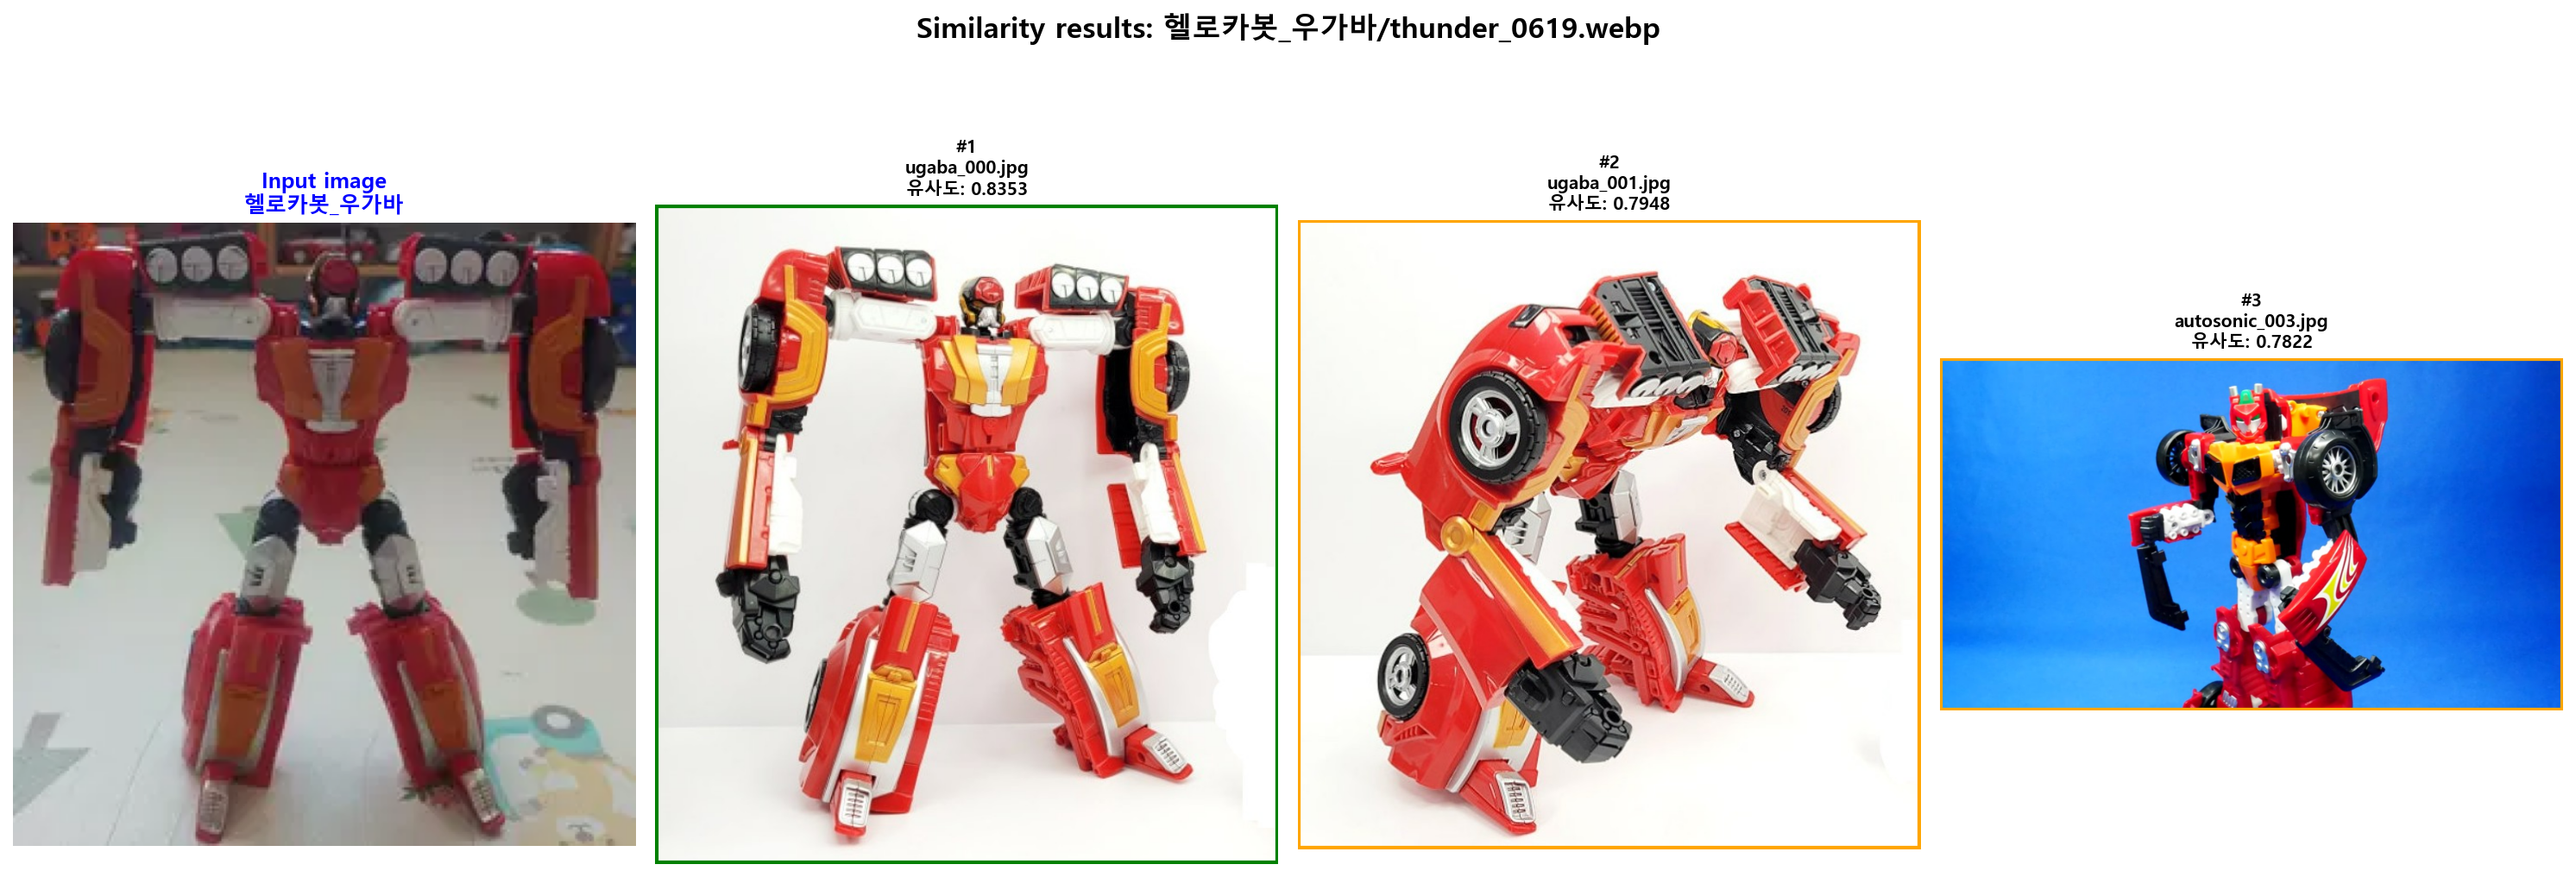 Similarity results: 헬로카봇_우가바/thunder_0619.webp
Input image
헬로카봇_우가바
#1
ugaba_000.jpg
유사도: 0.8353
#2
ugaba_001.jpg
유사도: 0.7948
#3
autosonic_003.jpg
유사도: 0.7822